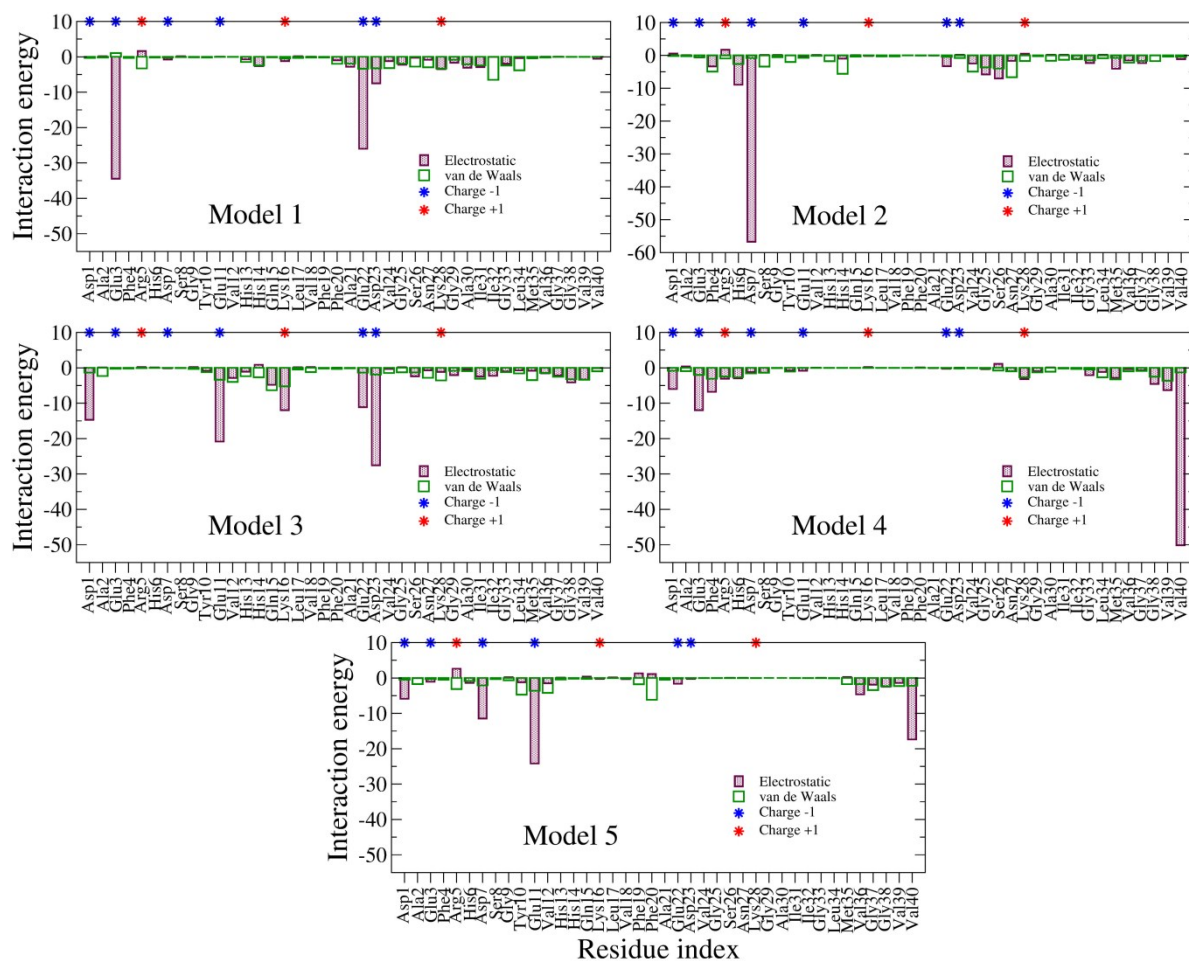 Interaction energy
10
0
-10
-20
-30
-40
-50
Electrostatic
van de Waals
Charge -1
Charge +1
Model 1
Asp1 Ala2 Glu3 Phe4 Arg5 His6 Asp7 Ser8 Gly9 Tyr10 Glu11 Val12 His13 His14 Gln15 Lys16 Leu17 Val18 Phe19 Phe20 Ala21 Glu22 Asp23 Val24 Gly25 Ser26 Asn27 Lys28 Gly29 Ala30 Ile31 Ile32 Gly33 Leu34 Met35 Val36 Gly37 Gly38 Val39 Val40
10
0
-10
-20
-30
-40
-50
-60
Electrostatic
van de Waals
Charge -1
Charge +1
Model 2
Asp1 Ala2 Glu3 Phe4 Arg5 His6 Asp7 Ser8 Gly9 Tyr10 Glu11 Val12 His13 His14 Gln15 Lys16 Leu17 Val18 Phe19 Phe20 Ala21 Glu22 Asp23 Val24 Gly25 Ser26 Asn27 Lys28 Gly29 Ala30 Ile31 Ile32 Gly33 Leu34 Met35 Val36 Gly37 Gly38 Val39 Val40
Interaction energy
10
0
-10
-20
-30
-40
-50
Electrostatic
van de Waals
Charge -1
Charge +1
Model 3
Asp1 Ala2 Glu3 Phe4 Arg5 His6 Asp7 Ser8 Gly9 Tyr10 Glu11 Val12 His13 His14 Gln15 Lys16 Leu17 Val18 Phe19 Phe20 Ala21 Glu22 Asp23 Val24 Gly25 Ser26 Asn27 Lys28 Gly29 Ala30 Ile31 Ile32 Gly33 Leu34 Met35 Val36 Gly37 Gly38 Val39 Val40
10
0
-10
-20
-30
-40
-50
Electrostatic
van de Waals
Charge -1
Charge +1
Model 4
Asp1 Ala2 Glu3 Phe4 Arg5 His6 Asp7 Ser8 Gly9 Tyr10 Glu11 Val12 His13 His14 Gln15 Lys16 Leu17 Val18 Phe19 Phe20 Ala21 Glu22 Asp23 Val24 Gly25 Ser26 Asn27 Lys28 Gly29 Ala30 Ile31 Ile32 Gly33 Leu34 Met35 Val36 Gly37 Gly38 Val39 Val40
Interaction energy
10
0
-10
-20
-30
-40
-50
Electrostatic
van de Waals
Charge -1
Charge +1
Model 5
Asp1 Ala2 Glu3 Phe4 Arg5 His6 Asp7 Ser8 Gly9 Tyr10 Glu11 Val12 His13 His14 Gln15 Lys16 Leu17 Val18 Phe19 Phe20 Ala21 Glu22 Asp23 Val24 Gly25 Ser26 Asn27 Lys28 Gly29 Ala30 Ile31 Ile32 Gly33 Leu34 Met35 Val36 Gly37 Gly38 Val39 Val40
Residue index